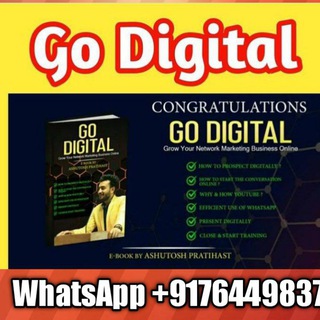 Go Digital
CONGRATULATIONS
GO DIGITAL
Grow Your Network Marketing Business Online
HOW TO PROSPECT DIGITALLY
HOW TO START THE CONVERSATION ONLINE ?
WHY & HOW YOUTUBE ?
EFFICIENT USE OF WHATSAPP
PRESENT DIGITALLY
CLOSE & START TRAINING
E-BOOK BY ASHUTOSH PRATIHAST
GO
DIGITAL
ASHUTOSH PRATIHAST
WhatsApp +9176449837